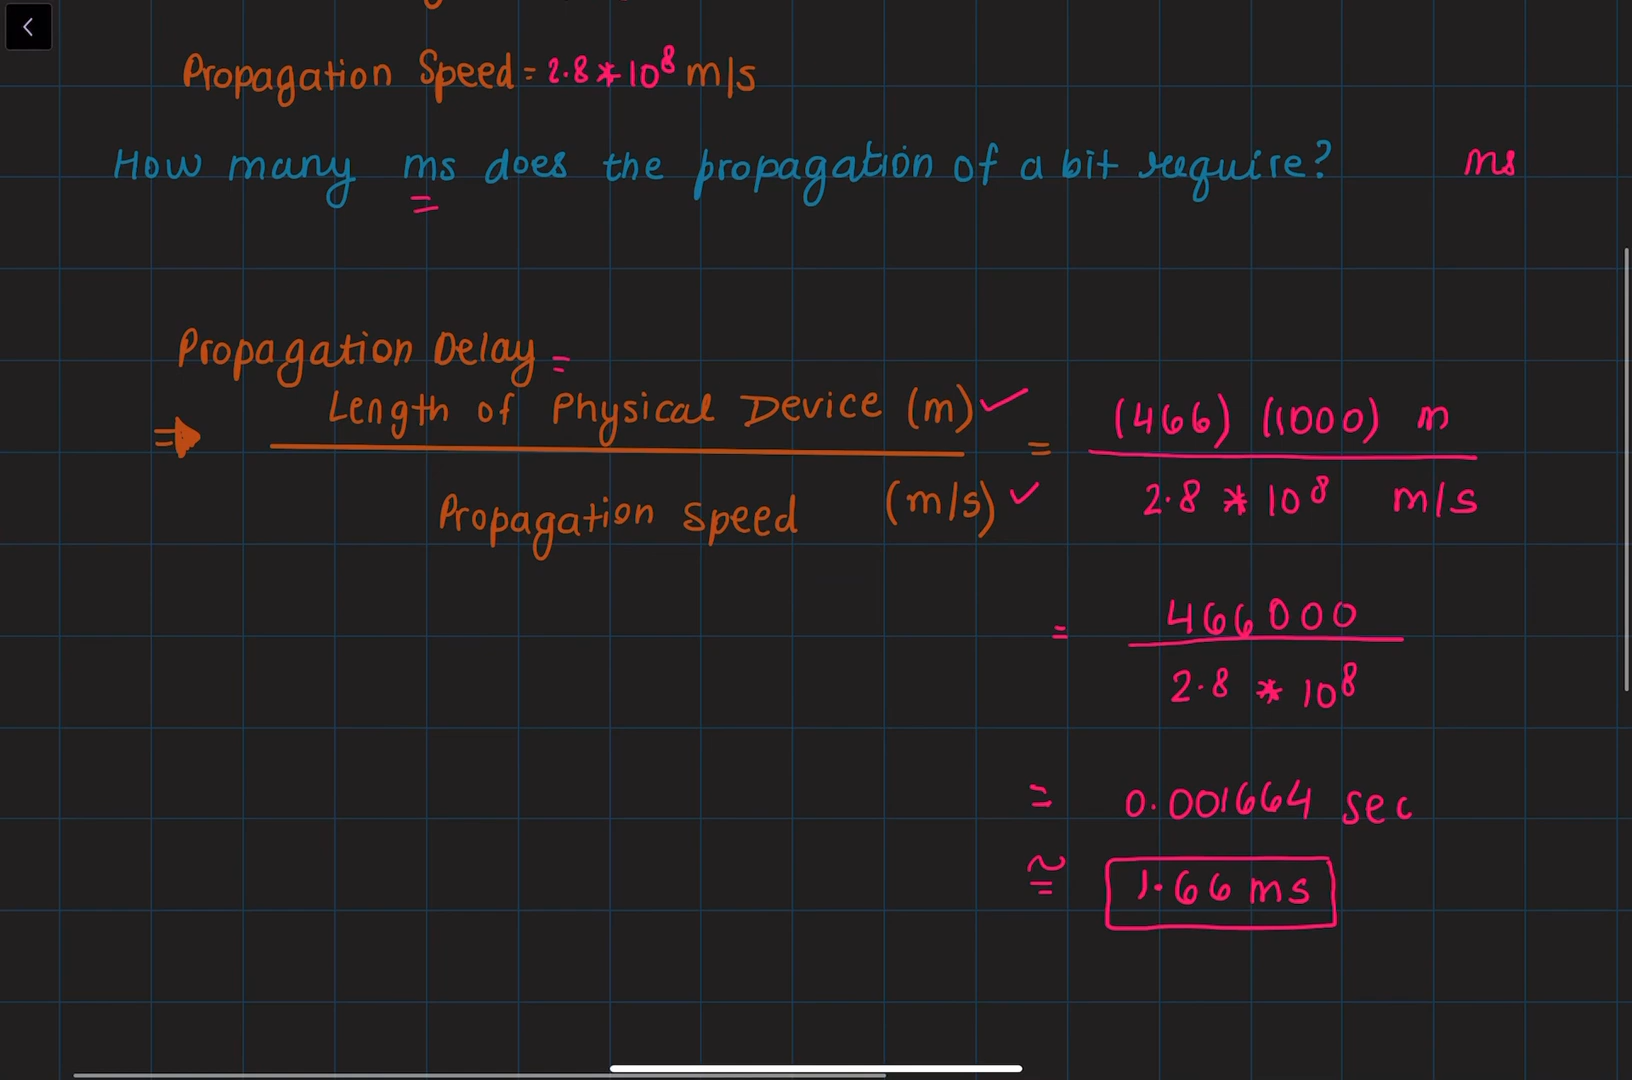 Propagation Speed = 2.8 * 10⁸ m/s
How many ms does the propagation of a bit require? ms
Propagation Delay =
⇒ Length of Physical Device (m) ✓ = (466) (1000) m
Propagation speed (m/s) ✓ 2.8 * 10⁸ m/s
= 466000
2.8 * 10⁸
= 0.001664 sec
≅ 1.66 ms